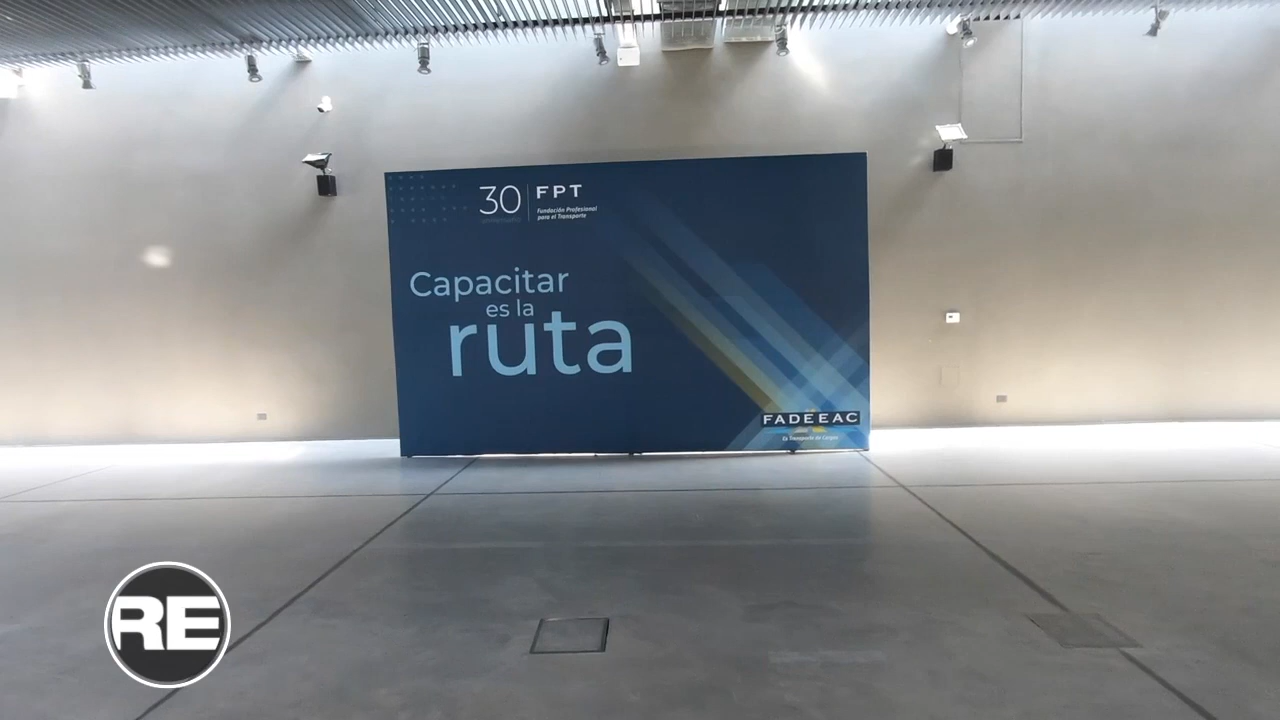 30 FPT
Fundación Profesional
para el Transporte
Capacitar
es la
ruta
FADEEAC
RE